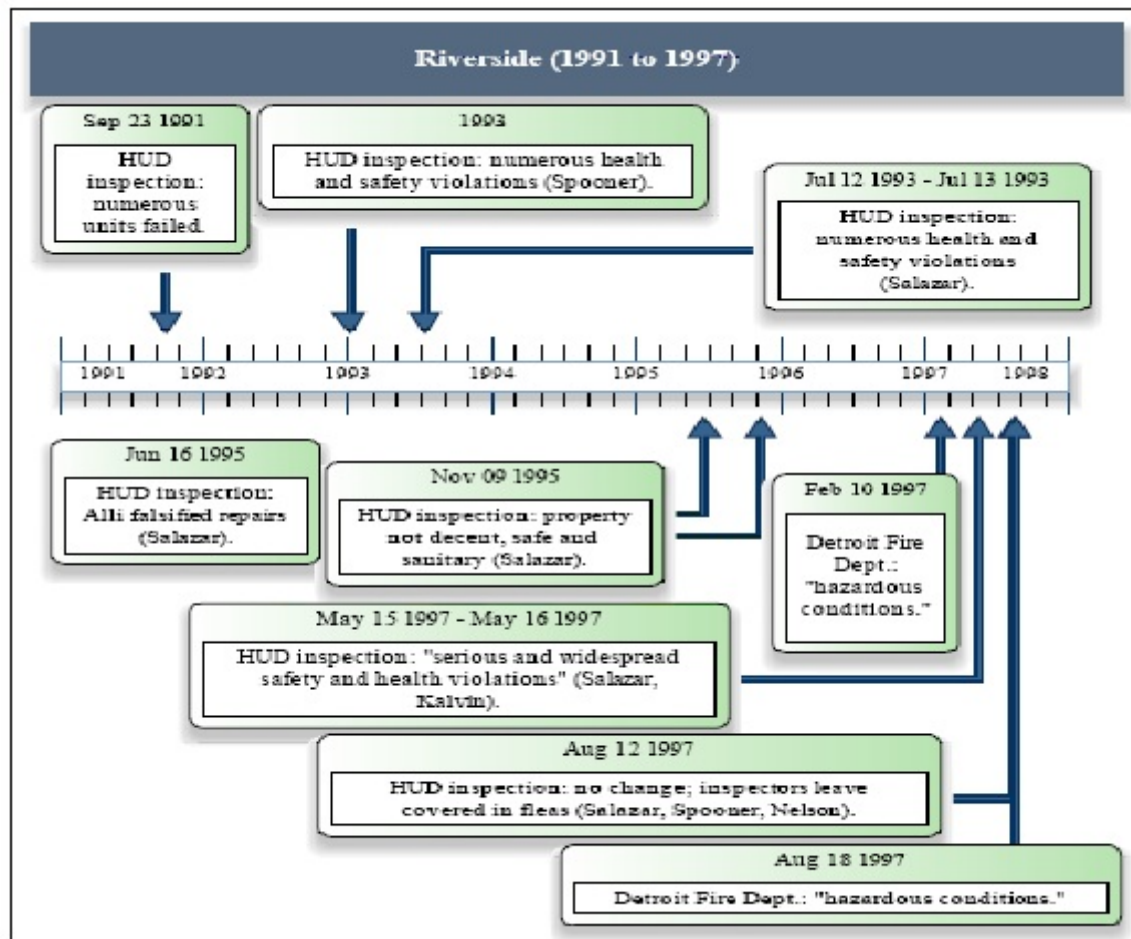 Riverside (1991 to 1997)
Sep 23 1991
HUD
inspection:
numerous
units failed.
1993
HUD inspection: numerous health
and safety violations (Spooner).
Jul 12 1993 - Jul 13 1993
HUD inspection:
numerous health and
safety violations
(Salazar).
1991 1992 1993 1994 1995 1996 1997 1998
Jun 16 1995
HUD inspection:
Alli falsified repairs
(Salazar).
Nov 09 1995
HUD inspection: property
not decent, safe and
sanitary (Salazar).
Feb 10 1997
Detroit Fire
Dept.:
"hazardous
conditions."
May 15 1997 - May 16 1997
HUD inspection: "serious and widespread
safety and health violations" (Salazar,
Kalvin).
Aug 12 1997
HUD inspection: no change; inspectors leave
covered in fleas (Salazar, Spooner, Nelson).
Aug 18 1997
Detroit Fire Dept.: "hazardous conditions."